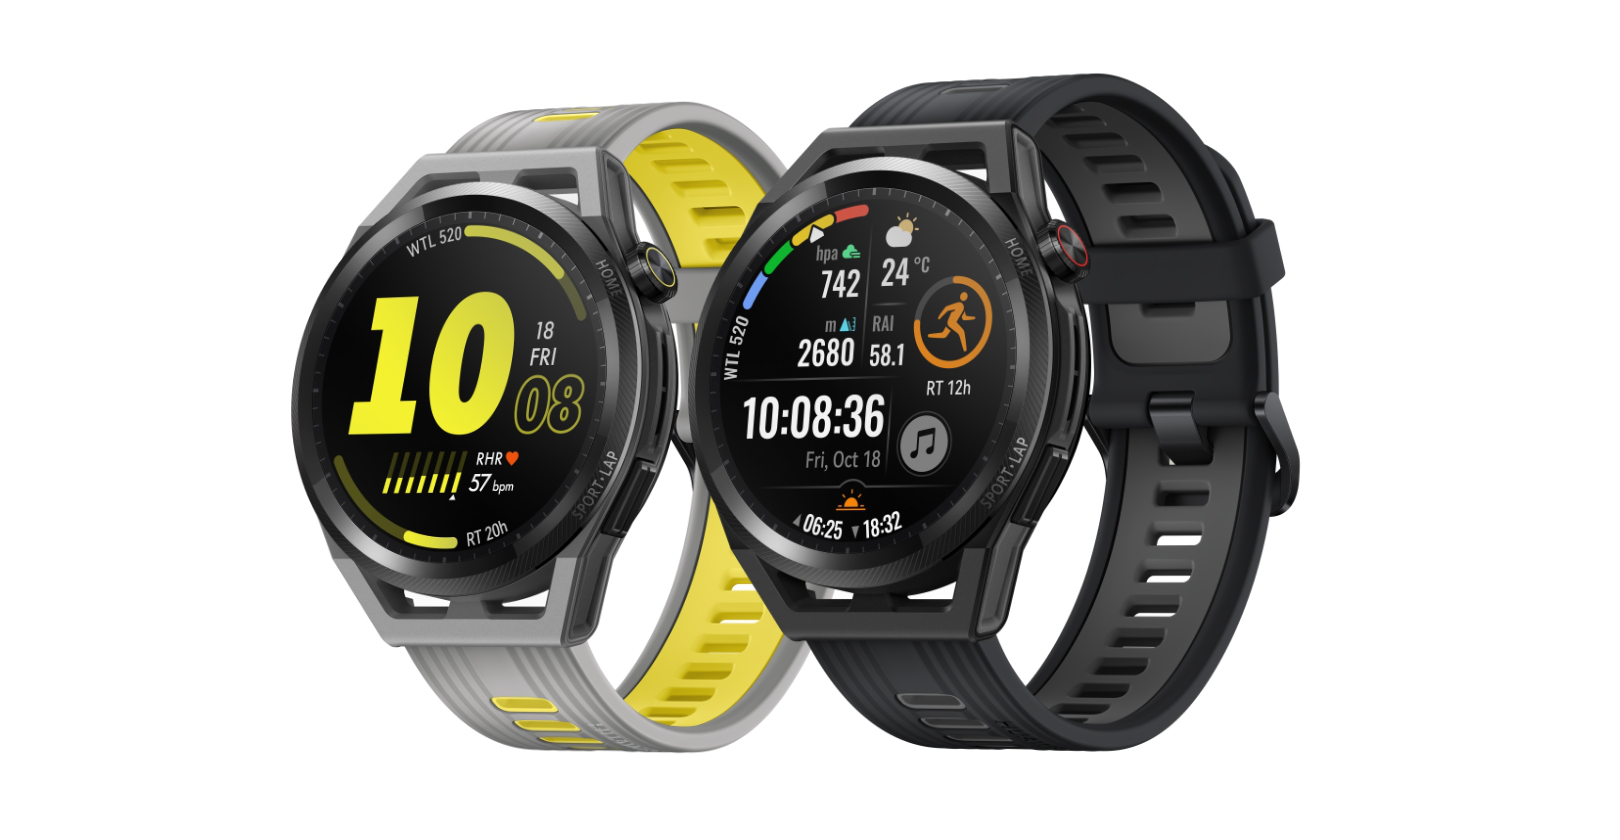 WTL 520
HOME
10
18
FRI
08
RHR
57 bpm
SPORT·LAP
RT 20h
WTL 520
HOME
hpa
742
24 °C
m
2680
RAI
58.1
RT 12h
10:08:36
Fri, Oct 18
SPORT·LAP
06:25
18:32